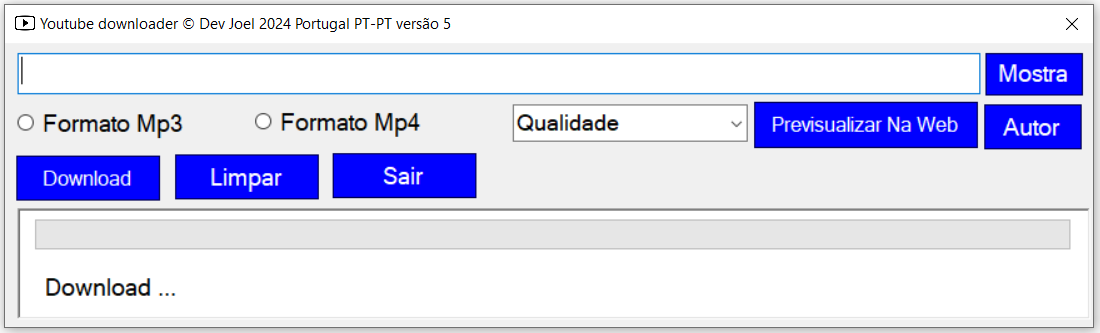 Youtube downloader © Dev Joel 2024 Portugal PT-PT versão 5
Mostra
Formato Mp3
Formato Mp4
Qualidade
Previsualizar Na Web
Autor
Download
Limpar
Sair
Download ...